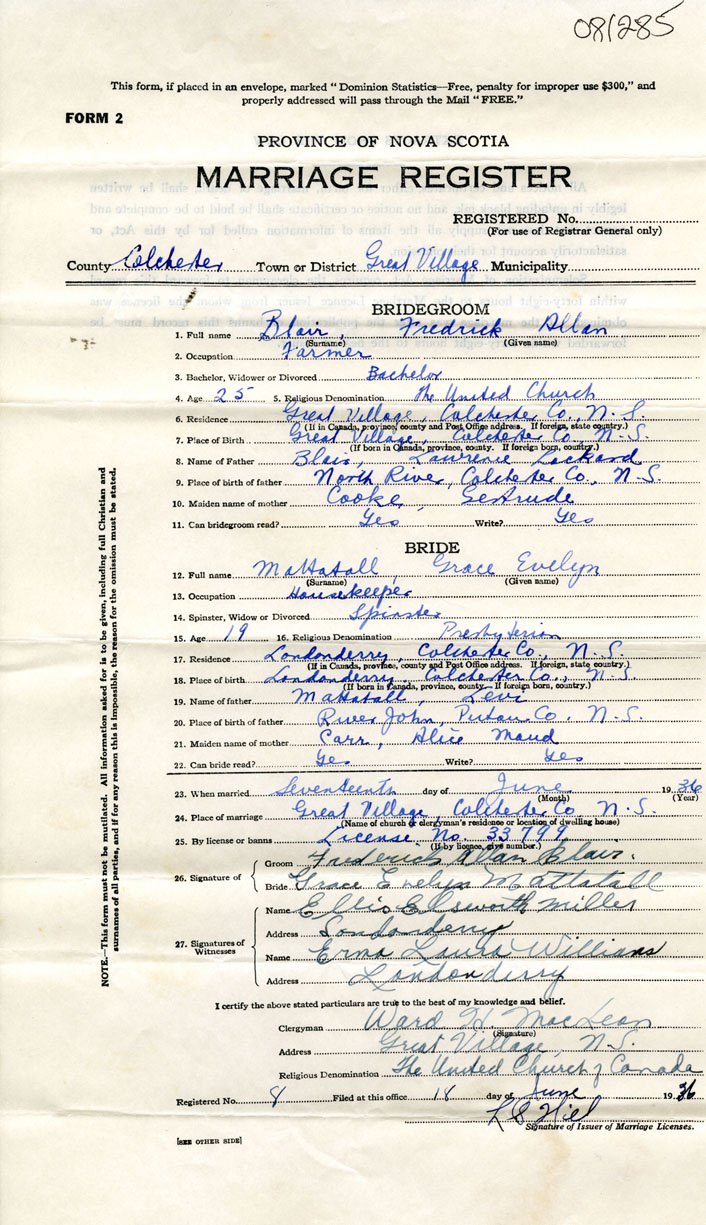 081285
This form, if placed in an envelope, marked "Dominion Statistics—Free, penalty for improper use $300," and
properly addressed will pass through the Mail "FREE."
FORM 2
PROVINCE OF NOVA SCOTIA
MARRIAGE REGISTER
REGISTERED No.
(For use of Registrar General only)
County Colchester Town or District Great Village Municipality
BRIDEGROOM
1. Full name Blair, Fredrick Allan
(Surname) (Given name)
2. Occupation Farmer
3. Bachelor, Widower or Divorced Bachelor
4. Age 25 5. Religious Denomination The United Church
6. Residence Great Village, Colchester Co., N.S.
(If in Canada, province, county and Post Office address. If foreign, state country.)
7. Place of Birth Great Village, Colchester Co., N.S.
(If born in Canada, province, county. If foreign born, country.)
8. Name of Father Blair, Lawrence Lockard
9. Place of birth of father North River, Colchester Co., N.S.
10. Maiden name of mother Cooke, Gertrude
11. Can bridegroom read? Yes Write? Yes
BRIDE
12. Full name Mattatall, Grace Evelyn
(Surname) (Given name)
13. Occupation Housekeeper
14. Spinster, Widow or Divorced Spinster
15. Age 19 16. Religious Denomination Presbyterian
17. Residence Londonderry, Colchester Co., N.S.
(If in Canada, province, county and Post Office address. If foreign, state country.)
18. Place of birth Londonderry, Colchester Co., N.S.
(If born in Canada, province, county. If foreign born, country.)
19. Name of father Mattatall, Levi
20. Place of birth of father River John, Pictou Co. N.S.
21. Maiden name of mother Carr, Alice Maud
22. Can bride read? Yes Write? Yes
23. When married Seventeenth day of June 1936
(Month) (Year)
24. Place of marriage Great Village, Colchester Co. N.S.
(Name of church or clergyman's residence or location of dwelling house)
25. By license or banns License No. 33799
(If by licence, give number.)
26. Signature of
Groom Frederick Allan Blair.
Bride Grace Evelyn Mattatall
27. Signatures of Witnesses
Name Ellis Elsworth Miller
Address Londonderry
Name Erna Laura Williams
Address Londonderry
I certify the above stated particulars are true to the best of my knowledge and belief.
Clergyman Ward H. MacLean
(Signature)
Address Great Village, N.S.
Religious Denomination The United Church of Canada
Registered No. 8 Filed at this office 18 day of June 1936
Signature of Issuer of Marriage Licenses.
[SEE OTHER SIDE]
NOTE.—This form must not be mutilated. All information asked for is to be given, including full Christian and
surnames of all parties, and if for any reason this is impossible, the reason for the omission must be stated.